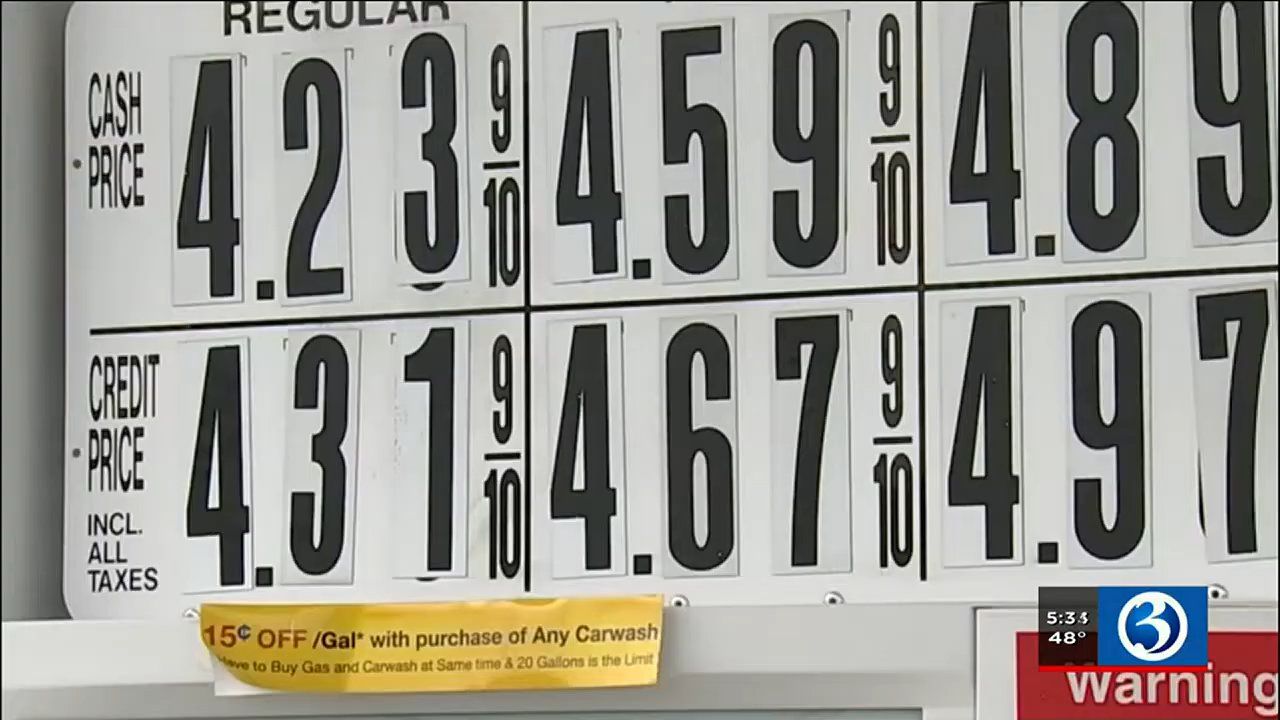 REGULAR
CASH PRICE 4.23 9/10 4.59 9/10 4.89
CREDIT PRICE 4.31 9/10 4.67 9/10 4.97
INCL.
ALL
TAXES
15¢ OFF /Gal* with purchase of Any Carwash
Have to Buy Gas and Carwash at Same time & 20 Gallons is the Limit
5:34
48°
3
warning